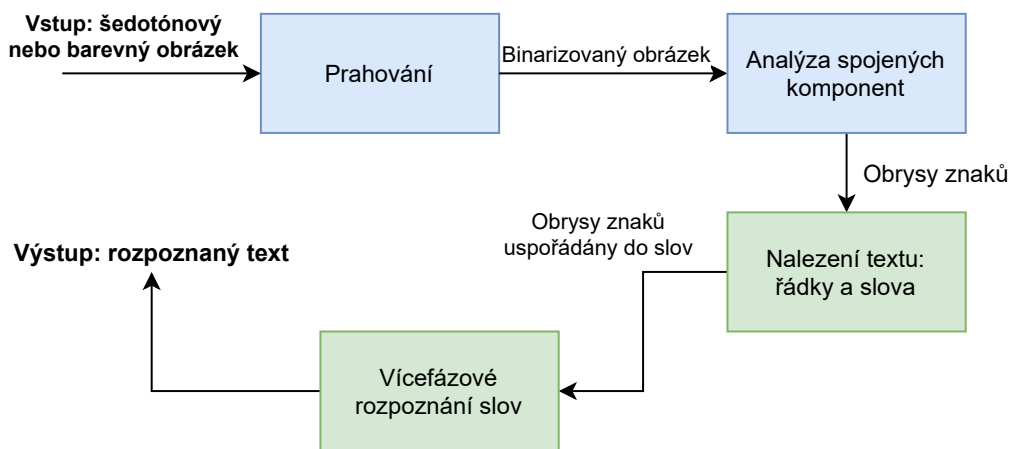 Vstup: šedotónový
nebo barevný obrázek
Prahování
Binarizovaný obrázek
Analýza spojených
komponent
Obrysy znaků
Nalezení textu:
řádky a slova
Obrysy znaků
uspořádány do slov
Vícefázové
rozpoznání slov
Výstup: rozpoznaný text